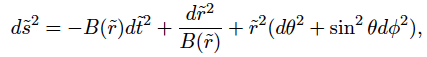 d\tilde{s}^2 = -B(\tilde{r})d\tilde{t}^2 + \frac{d\tilde{r}^2}{B(\tilde{r})} + \tilde{r}^2(d\theta^2 + \sin^2\theta d\phi^2),